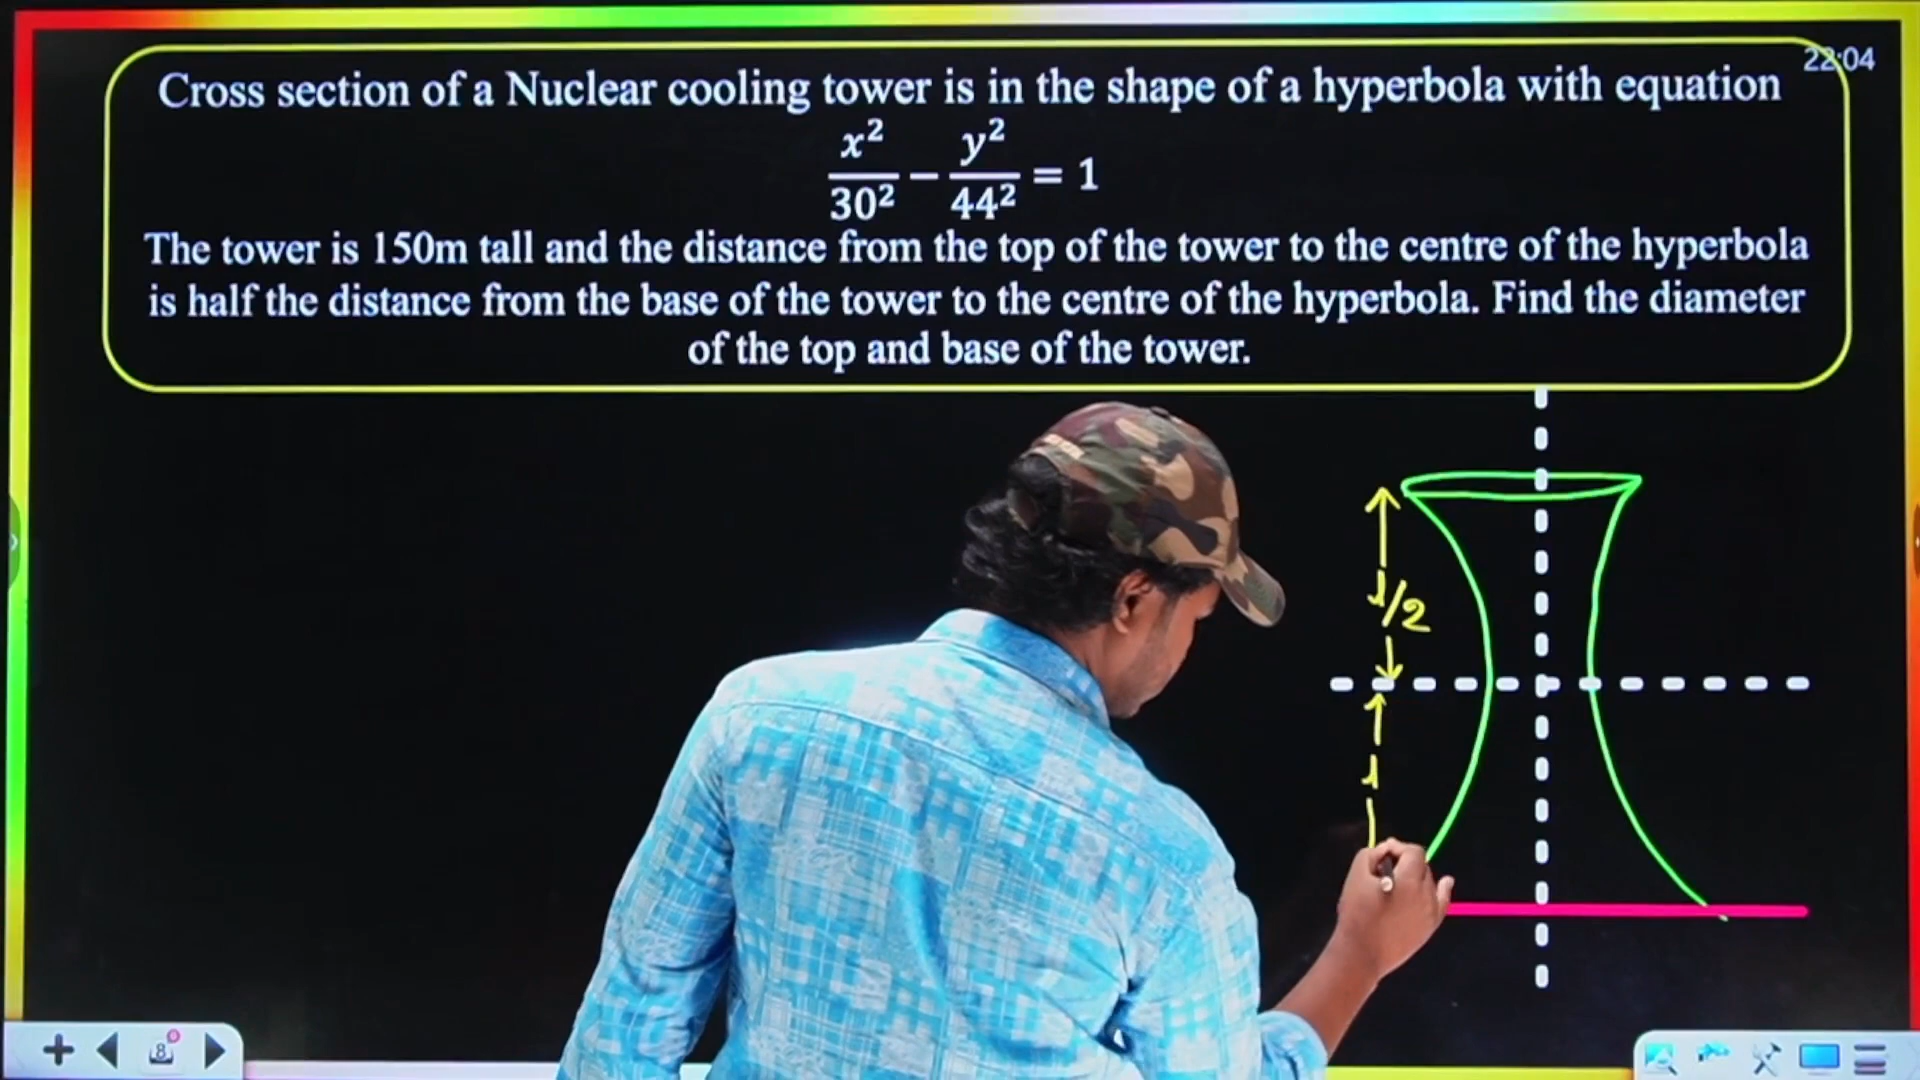 22:04
Cross section of a Nuclear cooling tower is in the shape of a hyperbola with equation
x²/30² − y²/44² = 1
The tower is 150m tall and the distance from the top of the tower to the centre of the hyperbola
is half the distance from the base of the tower to the centre of the hyperbola. Find the diameter
of the top and base of the tower.
l/2
l
8